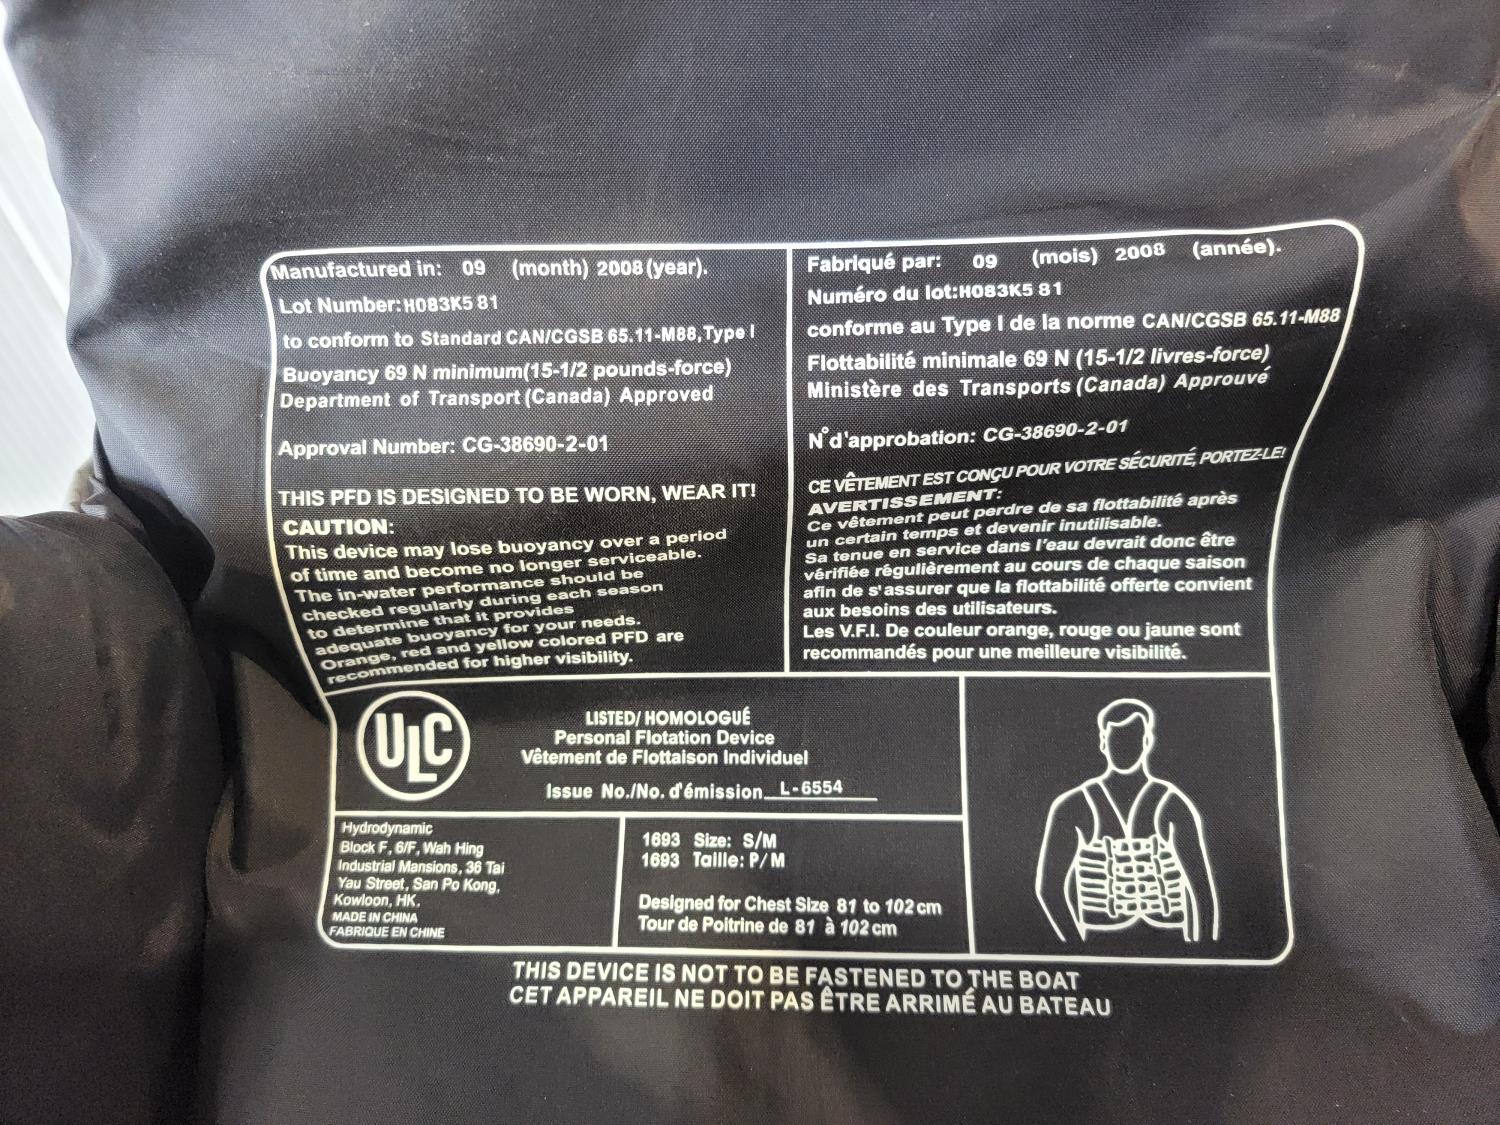 Manufactured in: 09 (month) 2008 (year).
Lot Number: H083K5 81
to conform to Standard CAN/CGSB 65.11-M88, Type I
Buoyancy 69 N minimum (15-1/2 pounds-force)
Department of Transport (Canada) Approved
Approval Number: CG-38690-2-01
THIS PFD IS DESIGNED TO BE WORN, WEAR IT!
CAUTION:
This device may lose buoyancy over a period
of time and become no longer serviceable.
The in-water performance should be
checked regularly during each season
to determine that it provides
adequate buoyancy for your needs.
Orange, red and yellow colored PFD are
recommended for higher visibility.
Fabriqué par: 09 (mois) 2008 (année).
Numéro du lot: H083K5 81
conforme au Type I de la norme CAN/CGSB 65.11-M88
Flottabilité minimale 69 N (15-1/2 livres-force)
Ministère des Transports (Canada) Approuvé
N° d'approbation: CG-38690-2-01
CE VÊTEMENT EST CONÇU POUR VOTRE SÉCURITÉ, PORTEZ-LE!
AVERTISSEMENT:
Ce vêtement peut perdre de sa flottabilité après
un certain temps et devenir inutilisable.
Sa tenue en service dans l'eau devrait donc être
vérifiée régulièrement au cours de chaque saison
afin de s'assurer que la flottabilité offerte convient
aux besoins des utilisateurs.
Les V.F.I. De couleur orange, rouge ou jaune sont
recommandés pour une meilleure visibilité.
ULC
LISTED/ HOMOLOGUÉ
Personal Flotation Device
Vêtement de Flottaison Individuel
Issue No./No. d'émission L-6554
Hydrodynamic
Block F, 6/F, Wah Hing
Industrial Mansions, 36 Tai
Yau Street, San Po Kong,
Kowloon, HK.
MADE IN CHINA
FABRIQUE EN CHINE
1693 Size: S/M
1693 Taille: P/M
Designed for Chest Size 81 to 102 cm
Tour de Poitrine de 81 à 102 cm
THIS DEVICE IS NOT TO BE FASTENED TO THE BOAT
CET APPAREIL NE DOIT PAS ÊTRE ARRIMÉ AU BATEAU